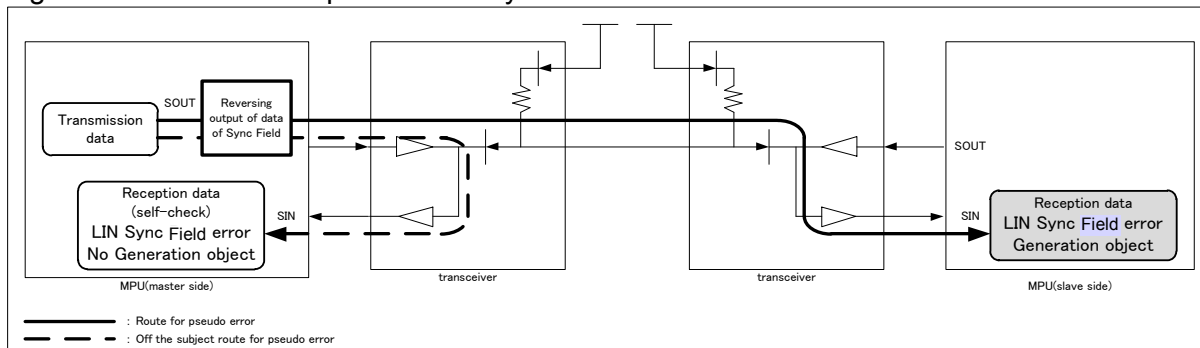 SOUT
Transmission
data
Reversing
output of data
of Sync Field
Reception data
(self-check)
LIN Sync Field error
No Generation object
SIN
MPU(master side)
transceiver
transceiver
SOUT
SIN
Reception data
LIN Sync Field error
Generation object
MPU(slave side)
: Route for pseudo error
: Off the subject route for pseudo error